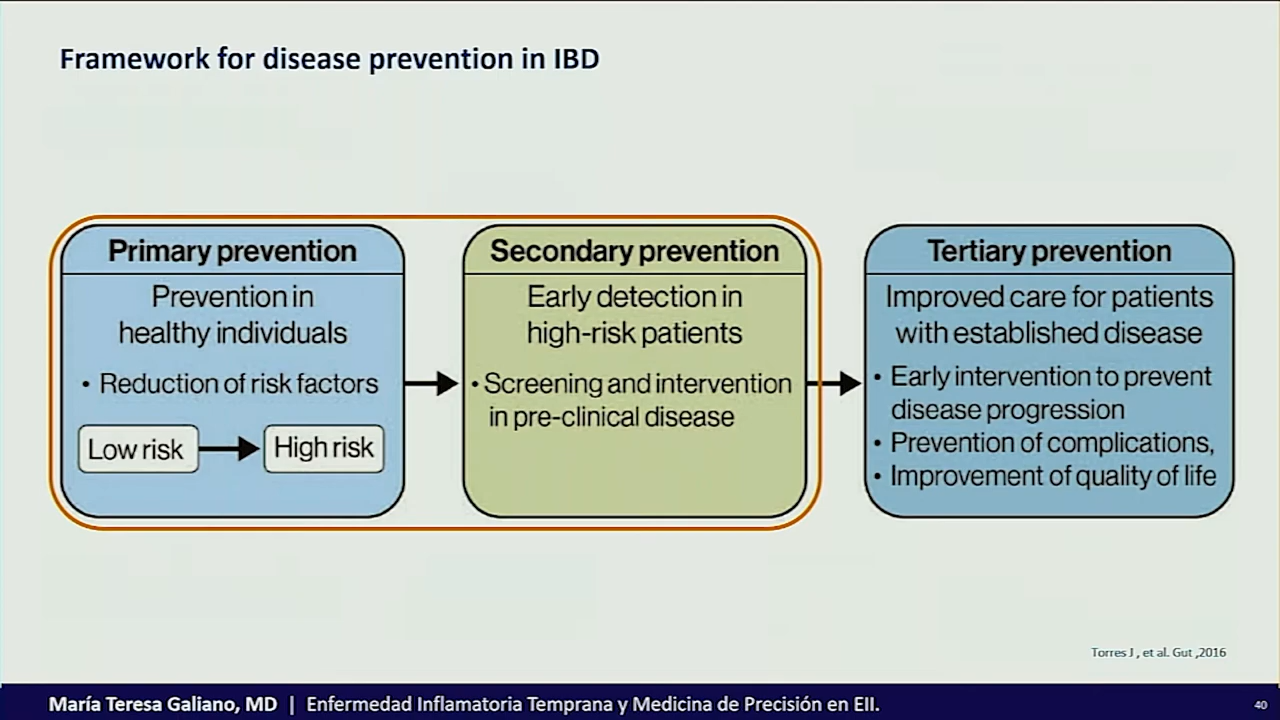 Framework for disease prevention in IBD
Primary prevention
Prevention in
healthy individuals
• Reduction of risk factors
Low risk
High risk
Secondary prevention
Early detection in
high-risk patients
• Screening and intervention
in pre-clinical disease
Tertiary prevention
Improved care for patients
with established disease
• Early intervention to prevent
disease progression
• Prevention of complications,
• Improvement of quality of life
Torres J , et al. Gut ,2016
María Teresa Galiano, MD | Enfermedad Inflamatoria Temprana y Medicina de Precisión en EII.
40